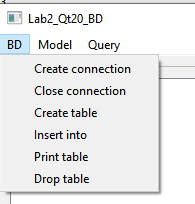 Lab2_Qt20_BD
BD Model Query
Create connection
Close connection
Create table
Insert into
Print table
Drop table